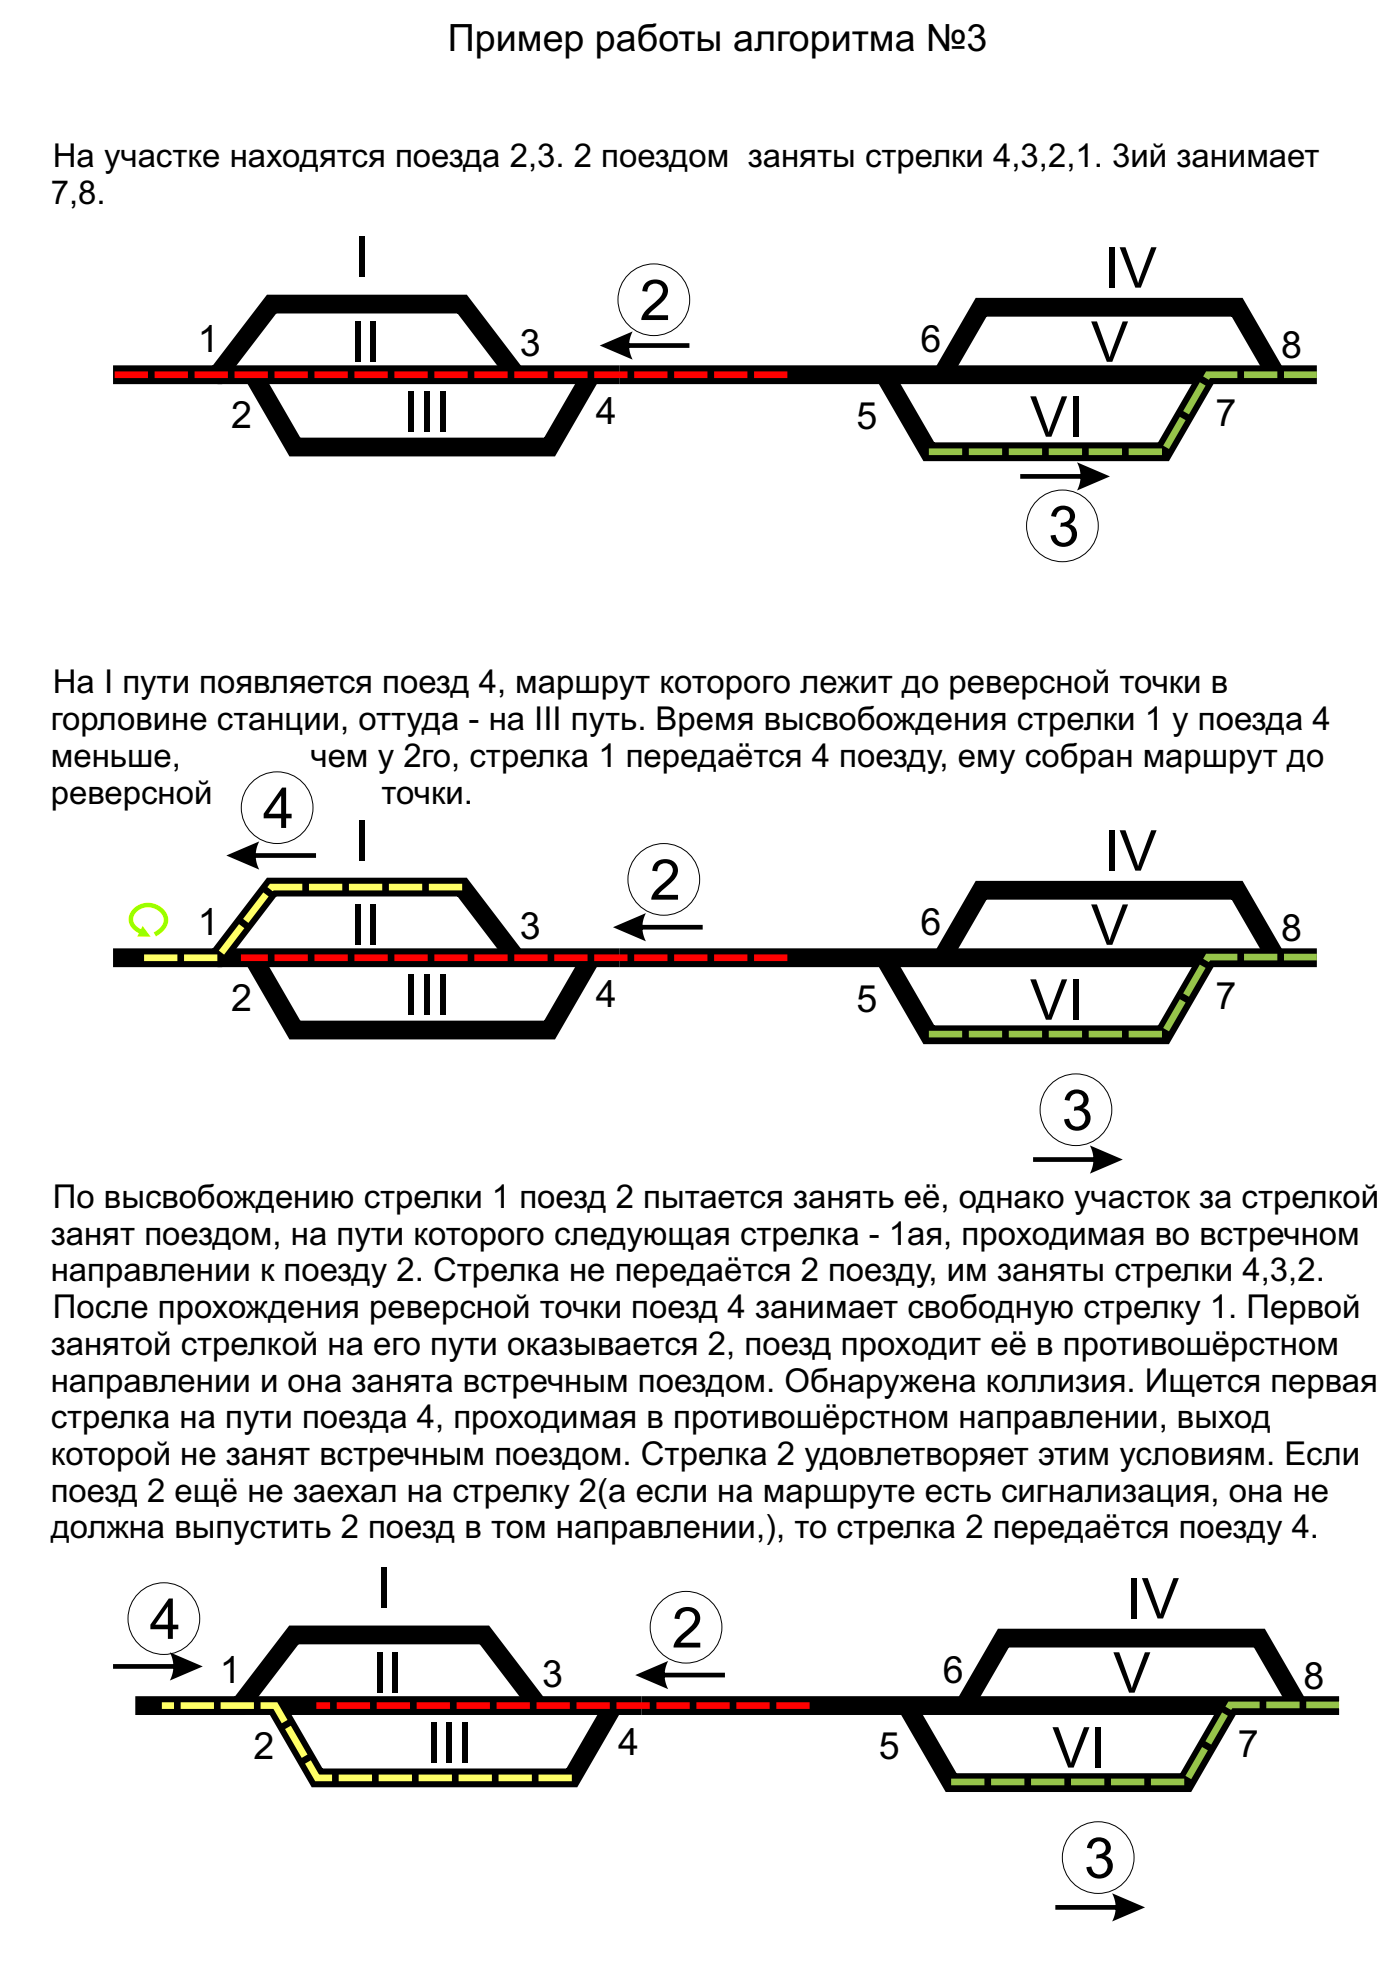 Пример работы алгоритма №3
На участке находятся поезда 2,3. 2 поездом  заняты стрелки 4,3,2,1. 3ий занимает
7,8.
I
IV
2
1
II
3
6
V
8
2
III
4
5
VI
7
3
На I пути появляется поезд 4, маршрут которого лежит до реверсной точки в
горловине станции, оттуда - на III путь. Время высвобождения стрелки 1 у поезда 4
меньше, чем у 2го, стрелка 1 передаётся 4 поезду, ему собран маршрут до
реверсной точки.
4
I
IV
2
1
II
3
6
V
8
2
III
4
5
VI
7
3
По высвобождению стрелки 1 поезд 2 пытается занять её, однако участок за стрелкой
занят поездом, на пути которого следующая стрелка - 1ая, проходимая во встречном
направлении к поезду 2. Стрелка не передаётся 2 поезду, им заняты стрелки 4,3,2.
После прохождения реверсной точки поезд 4 занимает свободную стрелку 1. Первой
занятой стрелкой на его пути оказывается 2, поезд проходит её в противошёрстном
направлении и она занята встречным поездом. Обнаружена коллизия. Ищется первая
стрелка на пути поезда 4, проходимая в противошёрстном направлении, выход
которой не занят встречным поездом. Стрелка 2 удовлетворяет этим условиям. Если
поезд 2 ещё не заехал на стрелку 2(а если на маршруте есть сигнализация, она не
должна выпустить 2 поезд в том направлении,), то стрелка 2 передаётся поезду 4.
I
IV
4
2
1
II
3
6
V
8
2
III
4
5
VI
7
3